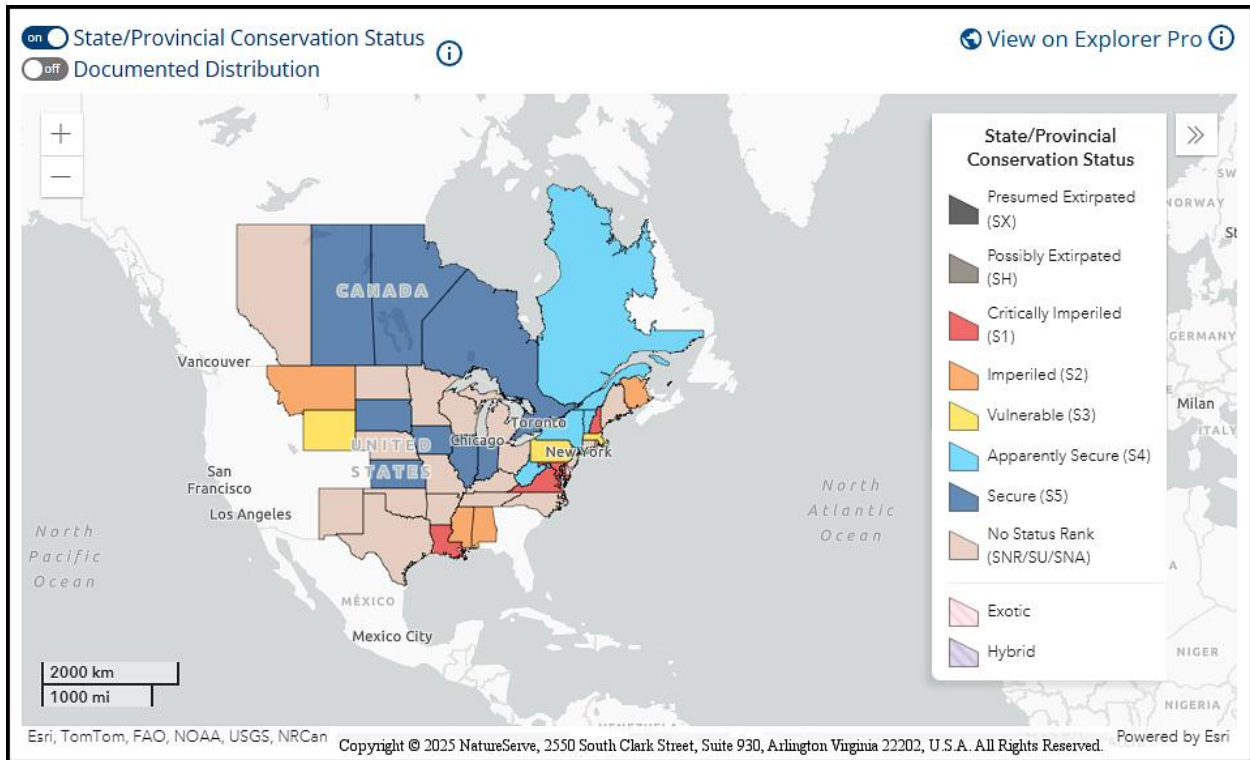 on State/Provincial Conservation Status
off Documented Distribution
View on Explorer Pro
State/Provincial
Conservation Status
Presumed Extirpated
(SX)
Possibly Extirpated
(SH)
Critically Imperiled
(S1)
Imperiled (S2)
Vulnerable (S3)
Apparently Secure (S4)
Secure (S5)
No Status Rank
(SNR/SU/SNA)
Exotic
Hybrid
CANADA
Vancouver
Toronto
Chicago
New York
UNITED
STATES
San
Francisco
Los Angeles
North
Pacific
Ocean
North
Atlantic
Ocean
MÉXICO
Mexico City
NORWAY
GERMANY
Milan
ITALY
NIGER
NIGERIA
2000 km
1000 mi
Esri, TomTom, FAO, NOAA, USGS, NRCan
Copyright © 2025 NatureServe, 2550 South Clark Street, Suite 930, Arlington Virginia 22202, U.S.A. All Rights Reserved.
Powered by Esri